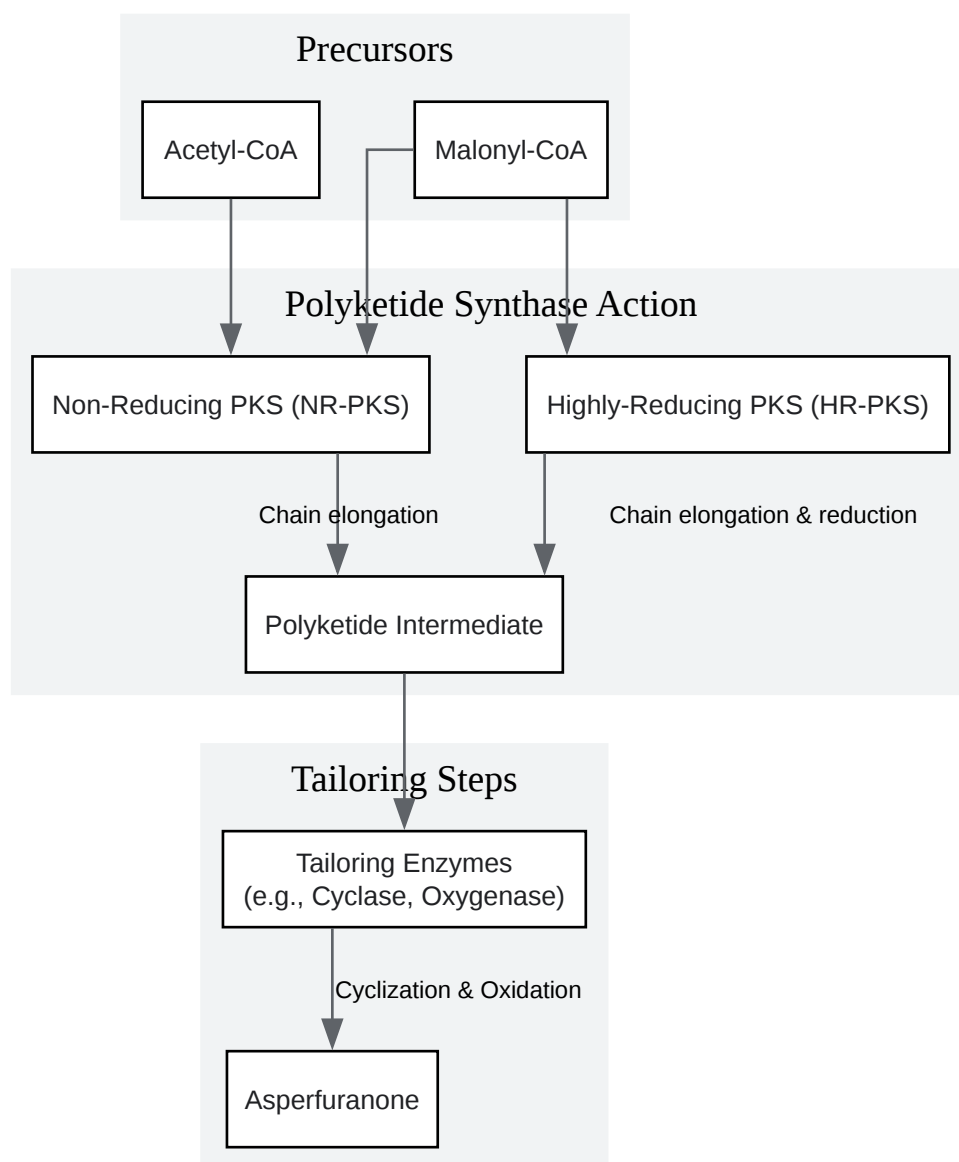 Precursors
Acetyl-CoA
Malonyl-CoA
Polyketide Synthase Action
Non-Reducing PKS (NR-PKS)
Highly-Reducing PKS (HR-PKS)
Chain elongation
Chain elongation & reduction
Polyketide Intermediate
Tailoring Steps
Tailoring Enzymes
(e.g., Cyclase, Oxygenase)
Cyclization & Oxidation
Asperfuranone